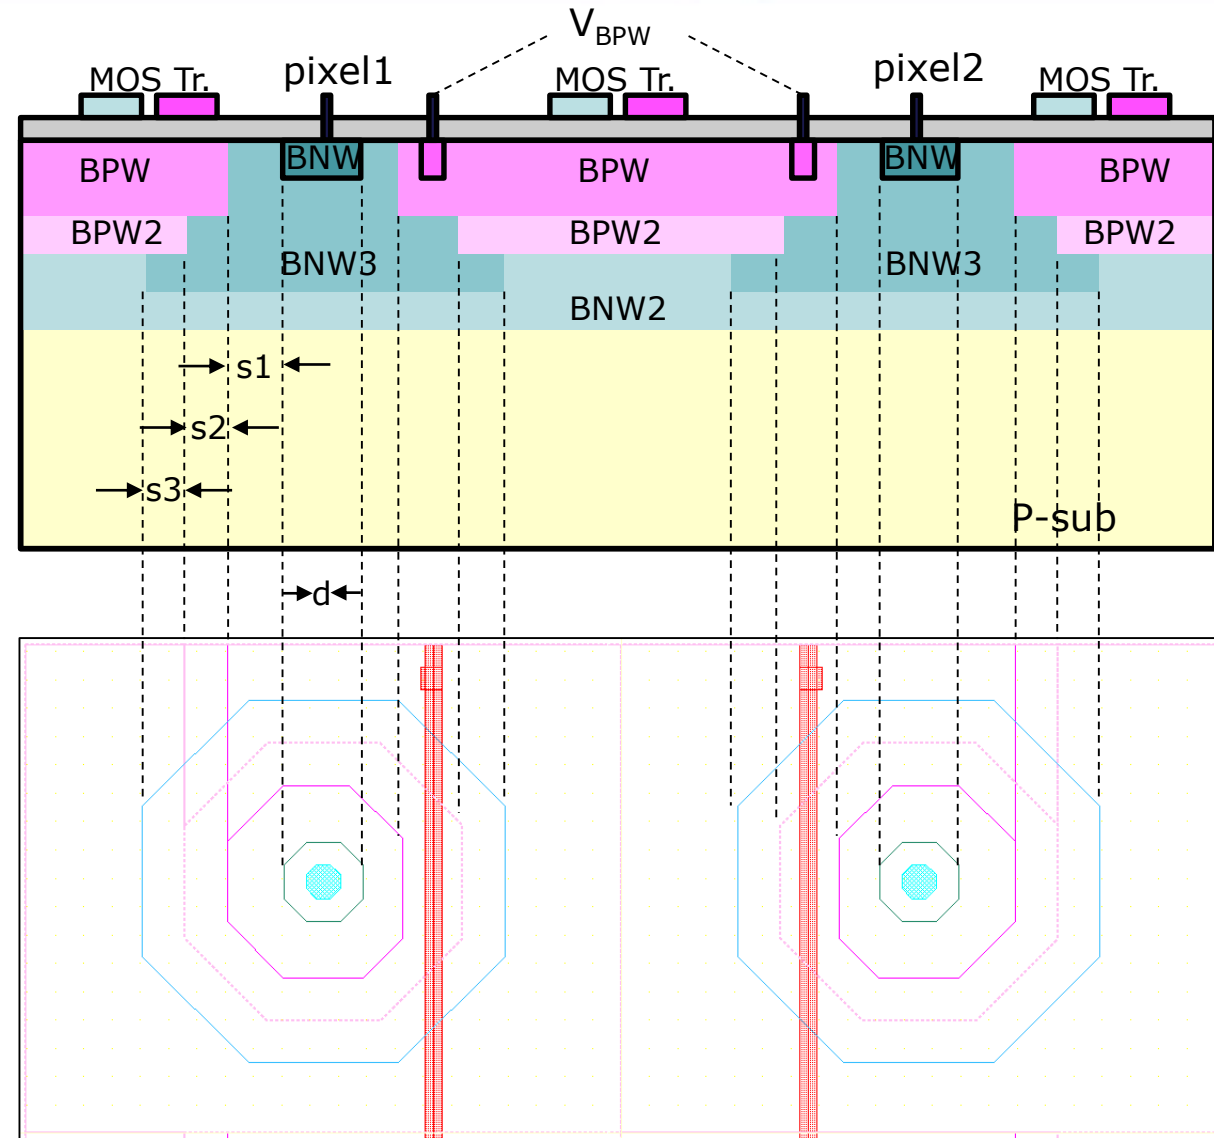 V_BPW
MOS Tr.
pixel1
MOS Tr.
pixel2
MOS Tr.
BPW
BNW
BPW
BNW
BPW
BPW2
BPW2
BPW2
BNW3
BNW3
BNW2
s1
s2
s3
P-sub
d